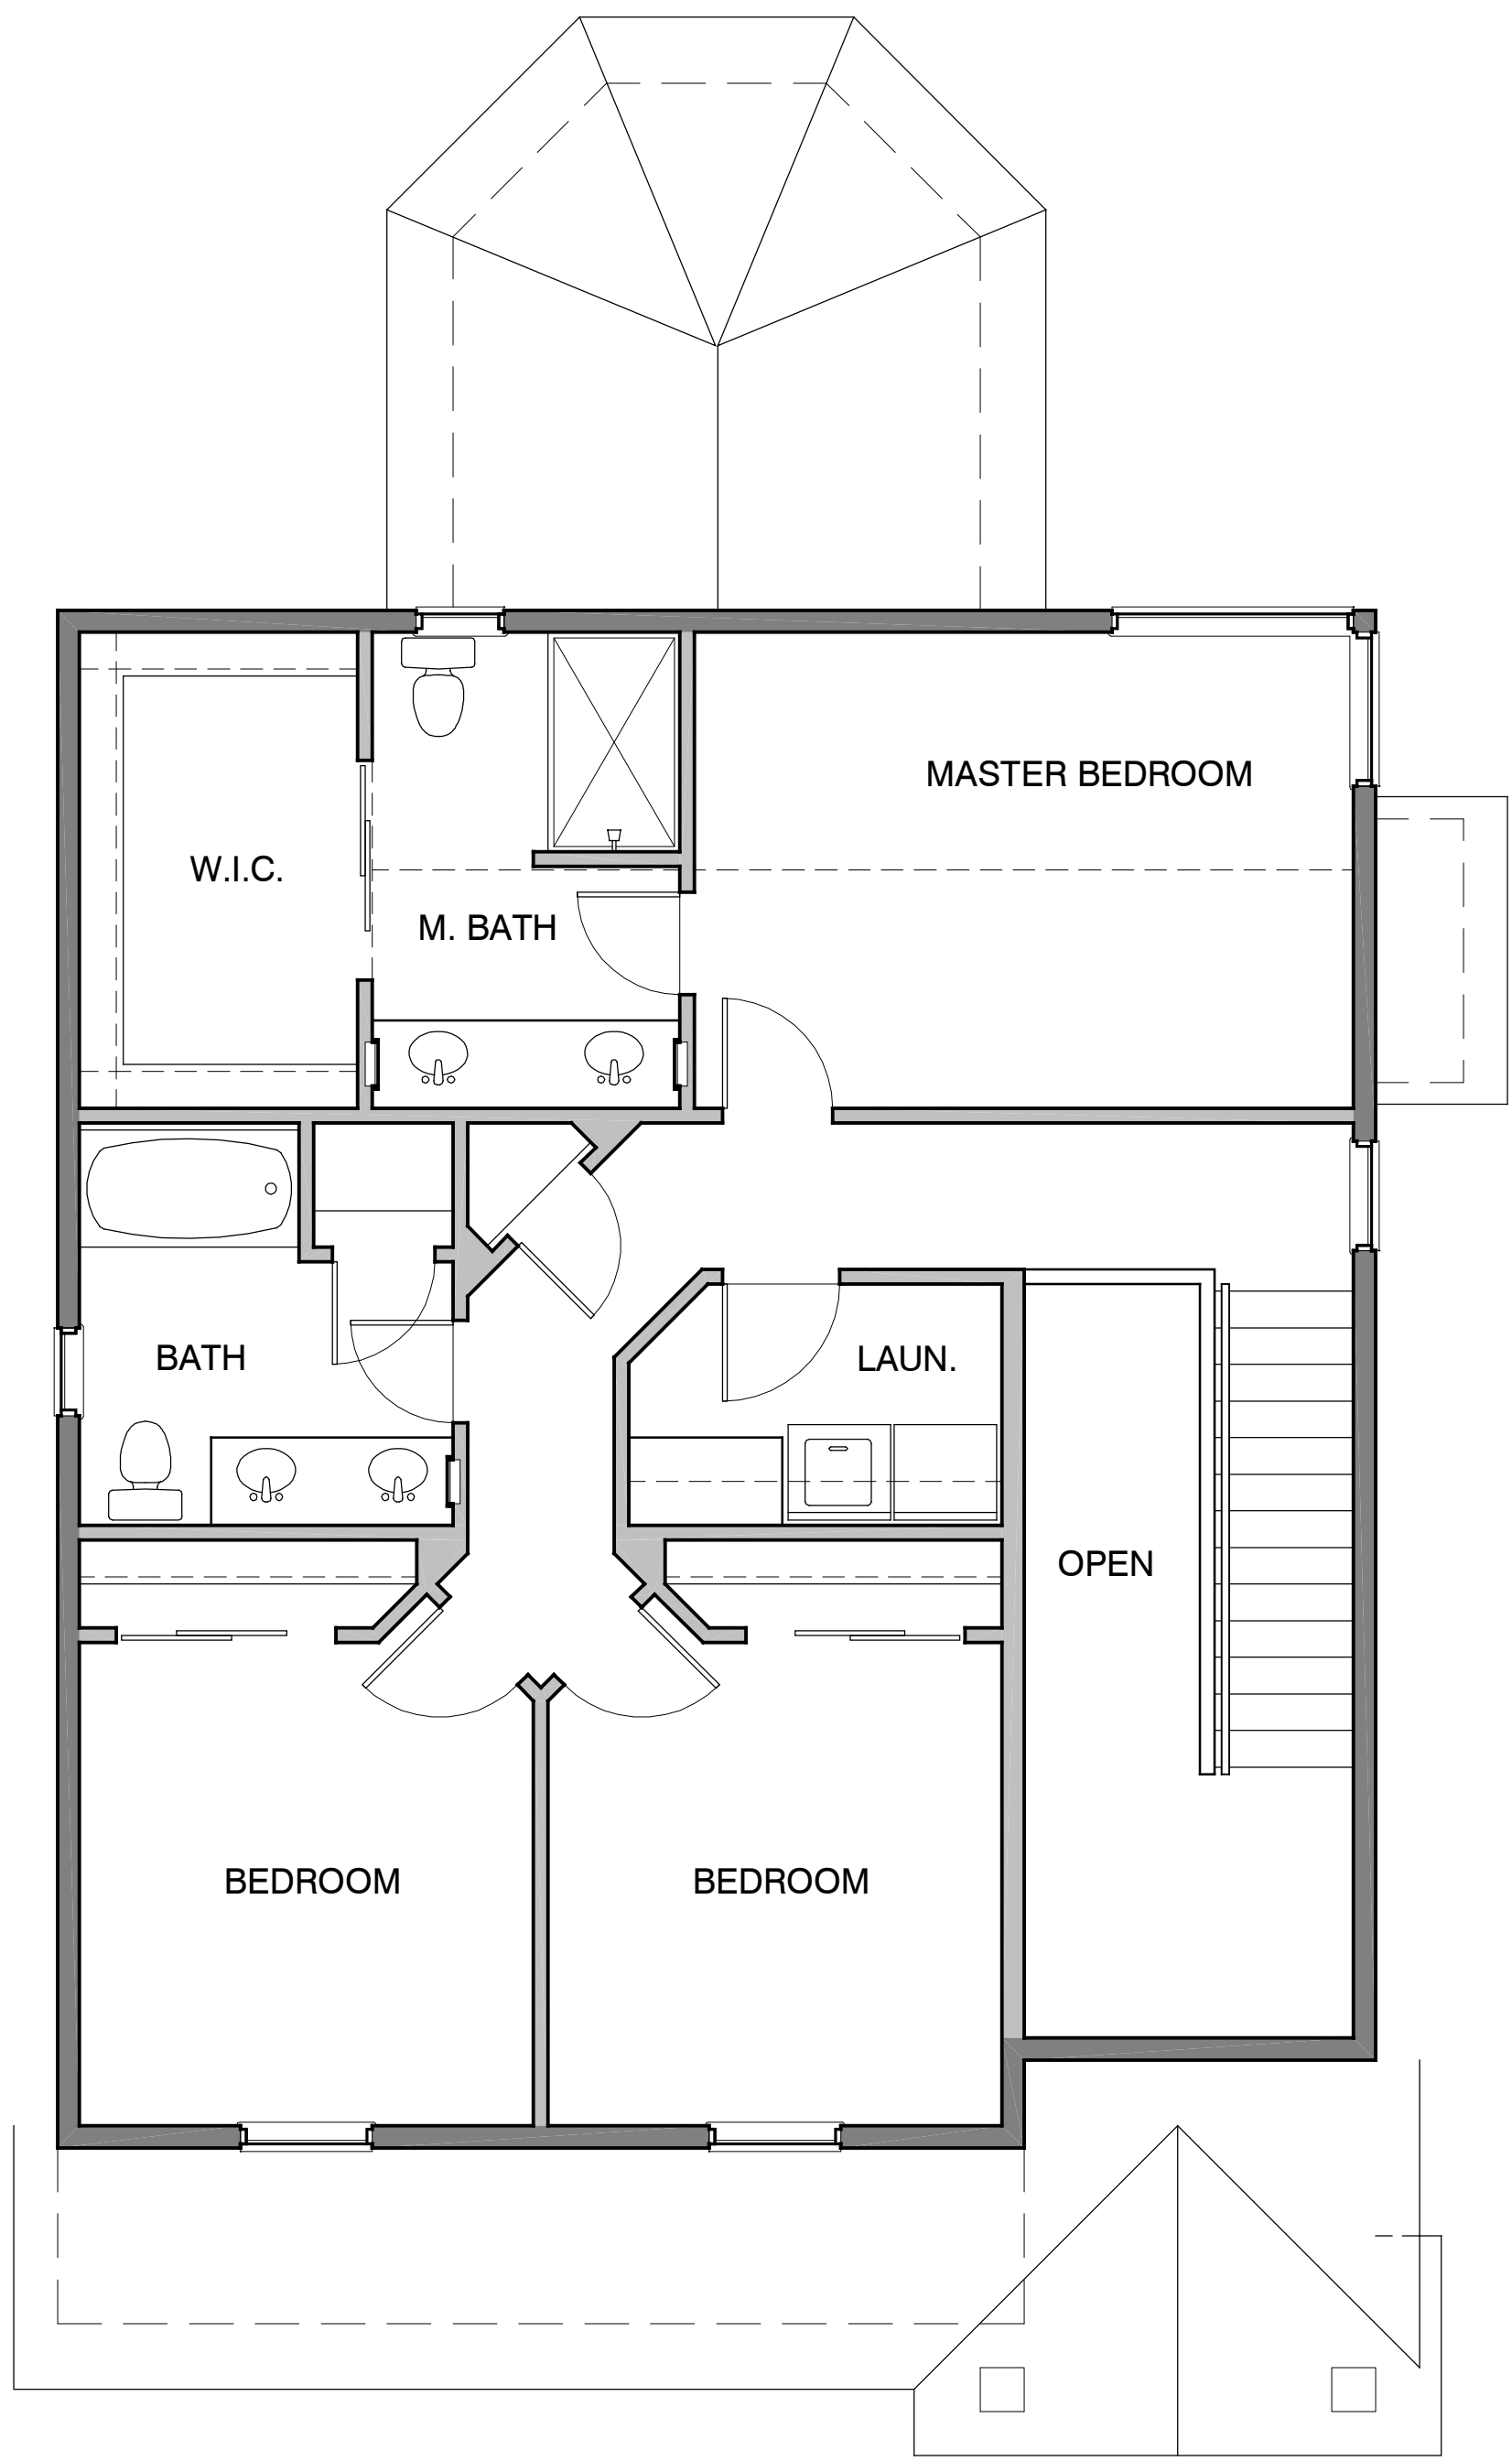 MASTER BEDROOM
W.I.C.
M. BATH
BATH
LAUN.
OPEN
BEDROOM
BEDROOM